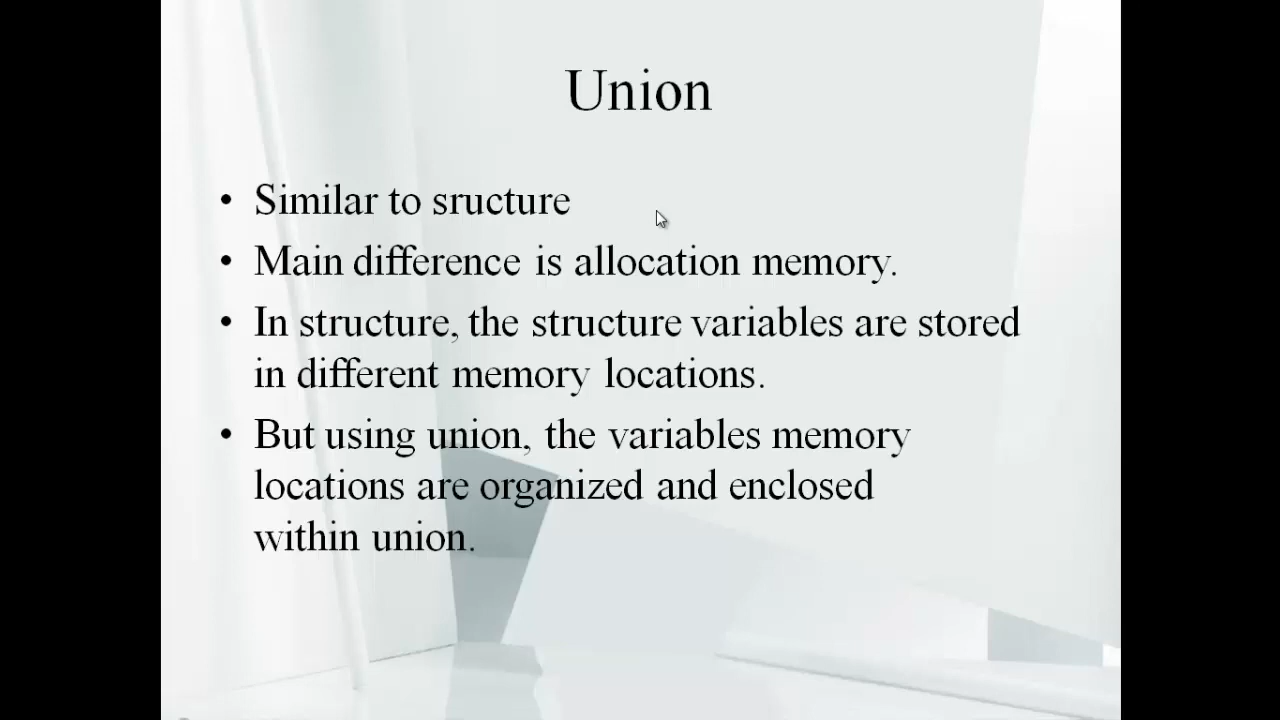 Union
• Similar to sructure
• Main difference is allocation memory.
• In structure, the structure variables are stored
in different memory locations.
• But using union, the variables memory
locations are organized and enclosed
within union.